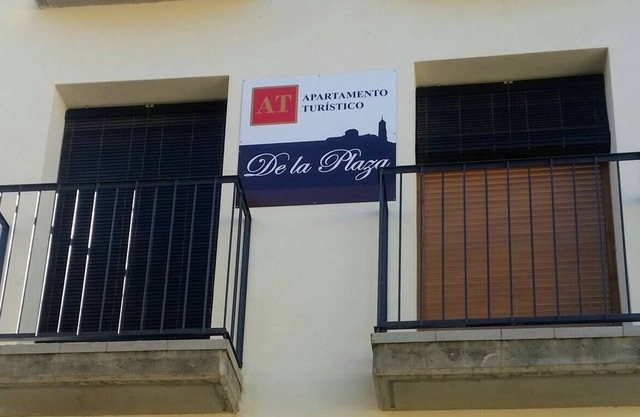 AT
APARTAMENTO
TURÍSTICO
De la Plaza